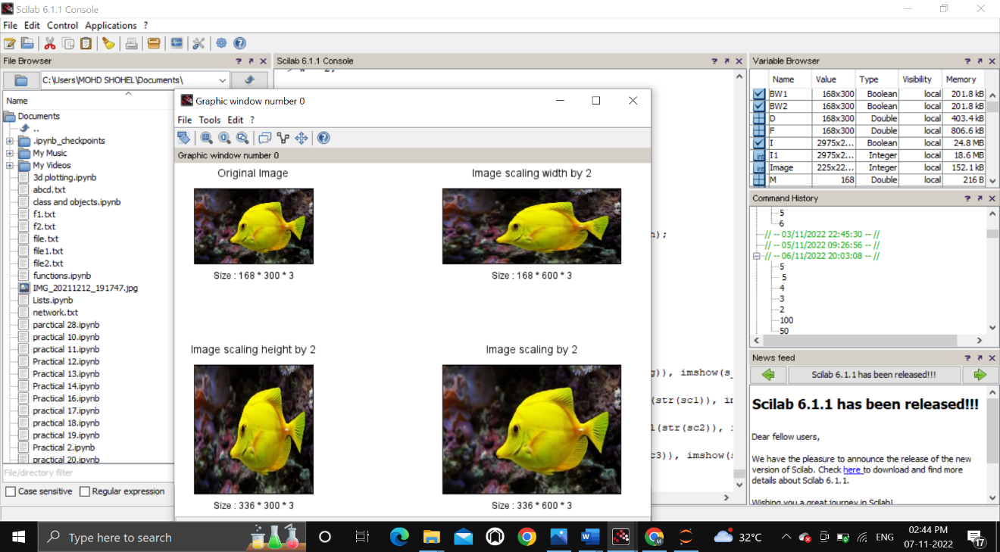 Scilab 6.1.1 Console
File Edit Control Applications ?
File Browser ? Scilab 6.1.1 Console ? Variable Browser ?
C:\Users\MOHD SHOHEL\Documents\
Name
Documents
..
.ipynb_checkpoints
My Music
My Videos
3d plotting.ipynb
abcd.txt
class and objects.ipynb
f1.txt
f2.txt
file.txt
file1.txt
file2.txt
functions.ipynb
IMG_20211212_191747.jpg
Lists.ipynb
network.txt
parctical 28.ipynb
practical 10.ipynb
practical 11.ipynb
Practical 12.ipynb
Practical 13.ipynb
Practical 14.ipynb
Practical 16.ipynb
practical 17.ipynb
practical 18.ipynb
practical 19.ipynb
Practical 2.ipynb
practical 20.ipynb
File/directory filter
Case sensitive Regular expression
Graphic window number 0
File Tools Edit ?
Graphic window number 0
Original Image
Size : 168 * 300 * 3
Image scaling width by 2
Size : 168 * 600 * 3
Image scaling height by 2
Size : 336 * 300 * 3
Image scaling by 2
Size : 336 * 600 * 3
);
g)), imshow(s_
(str(sc1)), in
l(str(sc2)), i
c3)), imshow(s
Name Value Type Visibility Memory
BW1 168x300 Boolean local 201.8 kB
BW2 168x300 Boolean local 201.8 kB
D 168x300 Double local 403.4 kB
F 168x300 Double local 806.6 kB
I 2975x2... Boolean local 24.8 MB
I1 2975x2... Integer local 18.6 MB
Image 225x22... Integer local 152.1 kB
M 168 Double local 216 B
Command History ?
5
6
// -- 03/11/2022 22:45:30 -- //
// -- 05/11/2022 09:26:56 -- //
// -- 06/11/2022 20:03:08 -- //
5
5
4
3
2
100
50
News feed ?
Scilab 6.1.1 has been released!!!
Scilab 6.1.1 has been released!!!
Dear fellow users,
We have the pleasure to announce the release of the new
version of Scilab. Check here to download and find more
details about Scilab 6.1.1.
Wishing you a great journey in Scilab!
Type here to search
32°C
ENG
02:44 PM
07-11-2022
17